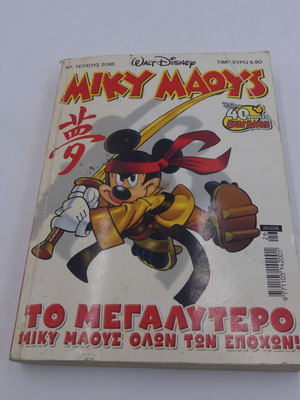 ΑΡ. ΤΕΥΧΟΥΣ 2085
WALT DISNEY
ΤΙΜΗ: ΕΥΡΩ 9,90
ΜΙΚΥ ΜΑΟΥΣ
40
夢
ΤΟ ΜΕΓΑΛΥΤΕΡΟ
ΜΙΚΥ ΜΑΟΥΣ ΟΛΩΝ ΤΩΝ ΕΠΟΧΩΝ!